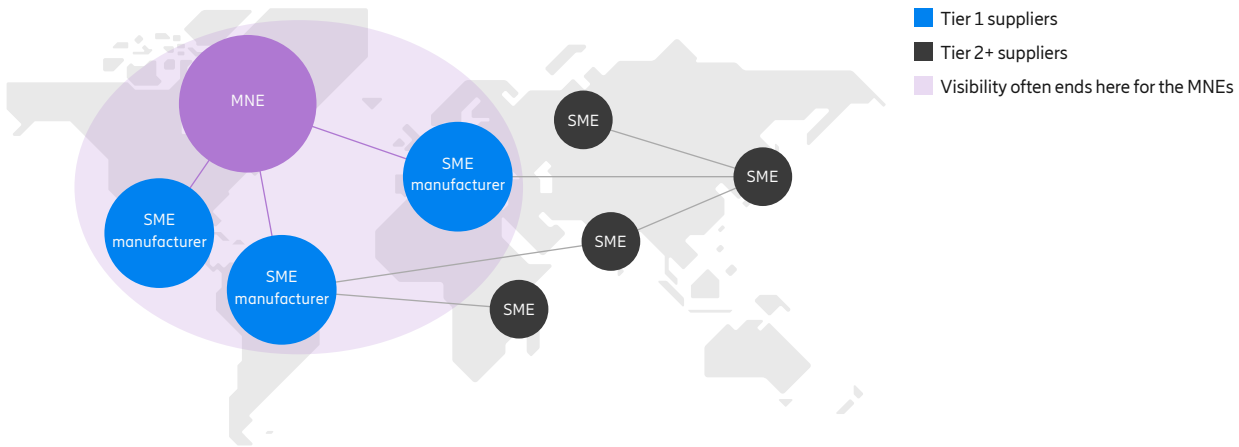 Tier 1 suppliers
Tier 2+ suppliers
Visibility often ends here for the MNEs
MNE
SME
SME
manufacturer
SME
SME
manufacturer
SME
SME
manufacturer
SME